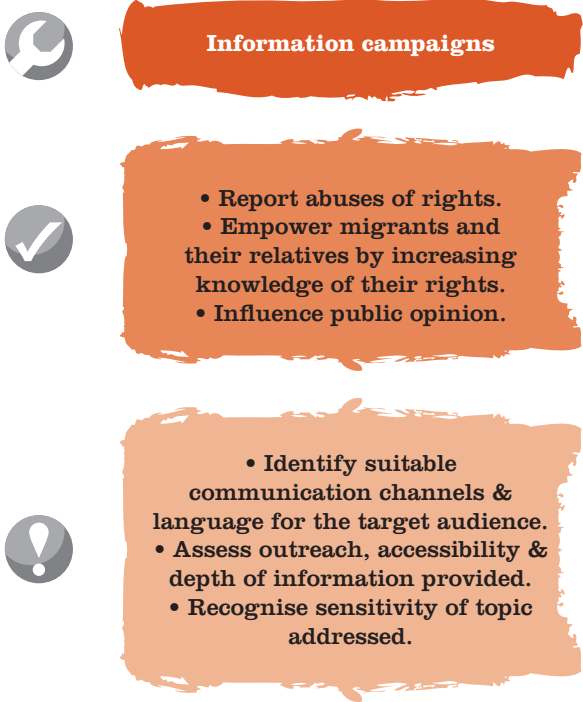 Information campaigns
• Report abuses of rights.
• Empower migrants and
their relatives by increasing
knowledge of their rights.
• Influence public opinion.
• Identify suitable
communication channels &
language for the target audience.
• Assess outreach, accessibility &
depth of information provided.
• Recognise sensitivity of topic
addressed.